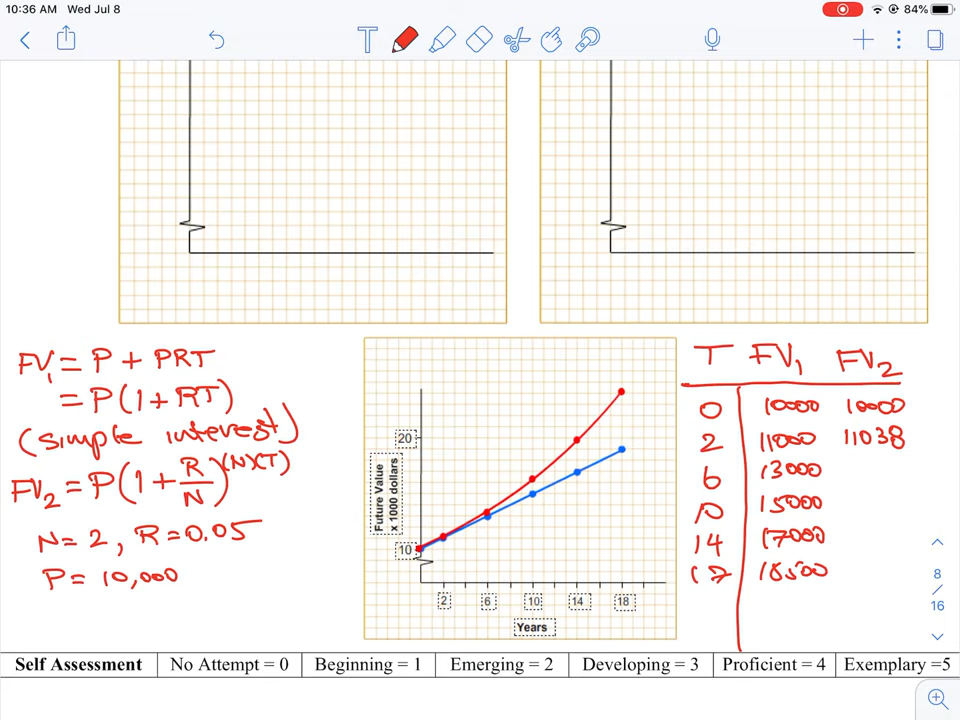 10:36 AM Wed Jul 8
84%
T
FV₁ = P + PRT
= P(1+RT)
(simple interest)
FV₂ = P(1+R/N)^(N)(T)
N=2, R=0.05
P= 10,000
20
10
Future Value
x 1000 dollars
2 6 10 14 18
Years
T FV₁ FV₂
0 10000 10000
2 11000 11038
6 13000
10 15000
14 17000
17 18500
8
/
16
Self Assessment No Attempt = 0 Beginning = 1 Emerging = 2 Developing = 3 Proficient = 4 Exemplary =5